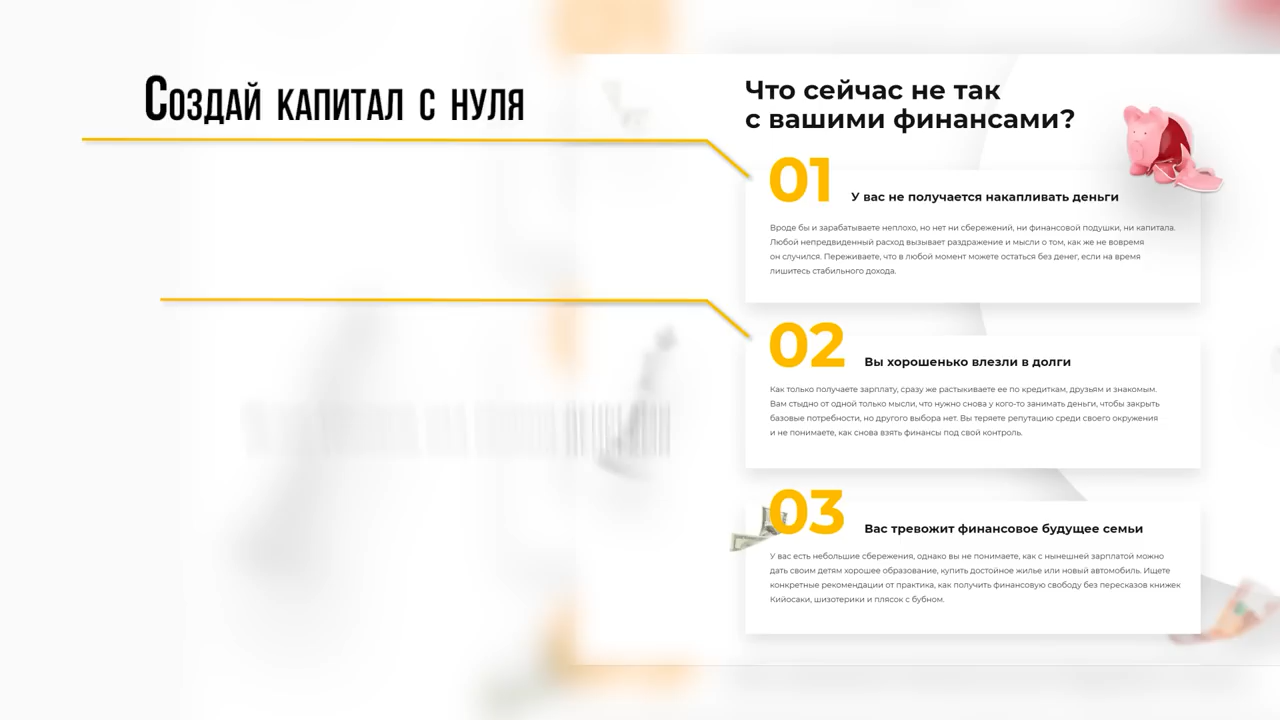 Создай капитал с нуля
Что сейчас не так
с вашими финансами?
01
У вас не получается накапливать деньги
Вроде бы и зарабатываете неплохо, но нет ни сбережений, ни финансовой подушки, ни капитала.
Любой непредвиденный расход вызывает раздражение и мысли о том, как же не вовремя
он случился. Переживаете, что в любой момент можете остаться без денег, если на время
лишитесь стабильного дохода.
02
Вы хорошенько влезли в долги
Как только получаете зарплату, сразу же растыкиваете ее по кредиткам, друзьям и знакомым.
Вам стыдно от одной только мысли, что нужно снова у кого-то занимать деньги, чтобы закрыть
базовые потребности, но другого выбора нет. Вы теряете репутацию среди своего окружения
и не понимаете, как снова взять финансы под свой контроль.
03
Вас тревожит финансовое будущее семьи
У вас есть небольшие сбережения, однако вы не понимаете, как с нынешней зарплатой можно
дать своим детям хорошее образование, купить достойное жилье или новый автомобиль. Ищете
конкретные рекомендации от практика, как получить финансовую свободу без пересказов книжек
Кийосаки, шизотерики и плясок с бубном.